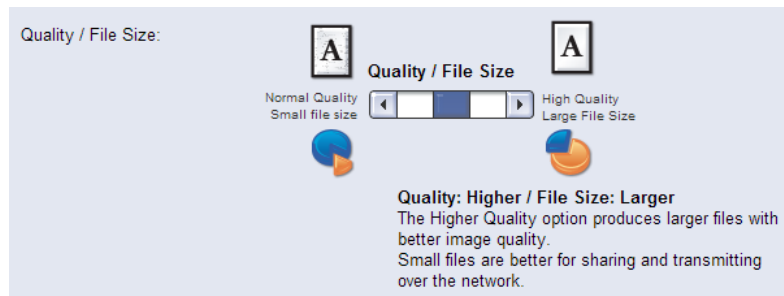 Quality / File Size:
A
A
Quality / File Size
Normal Quality
Small file size
High Quality
Large File Size
Quality: Higher / File Size: Larger
The Higher Quality option produces larger files with
better image quality.
Small files are better for sharing and transmitting
over the network.